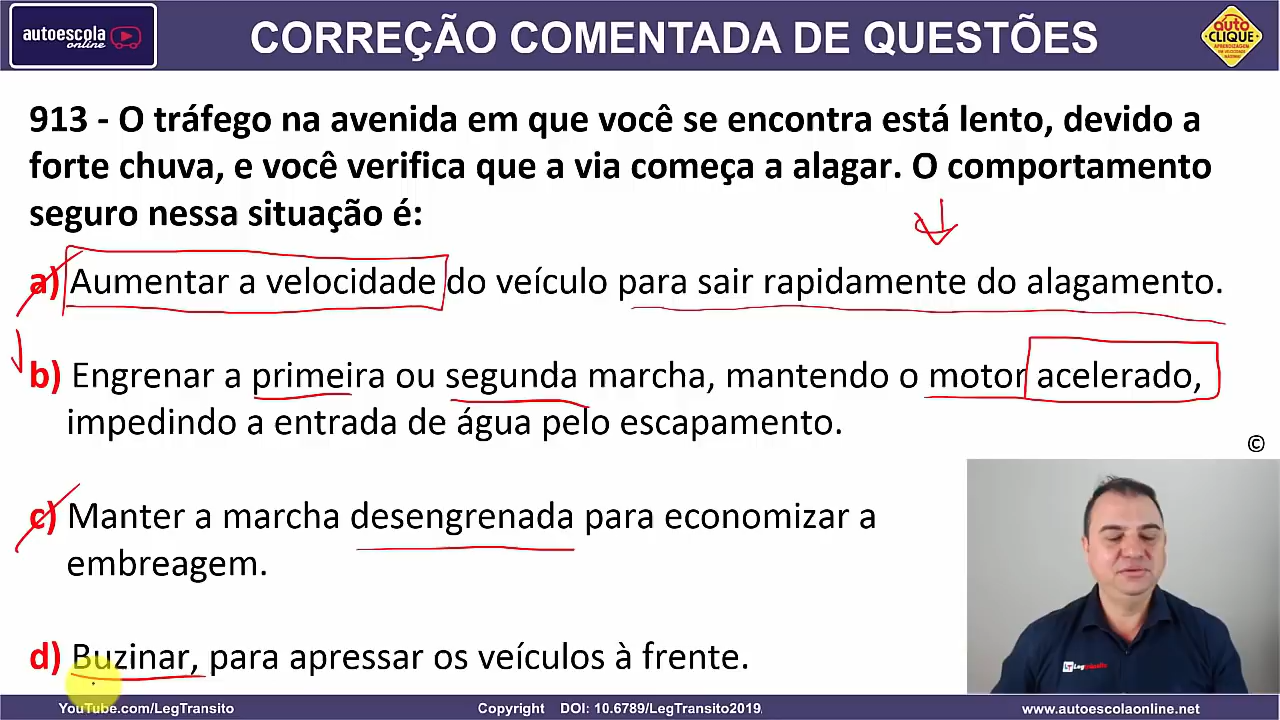 autoescola
online
CORREÇÃO COMENTADA DE QUESTÕES
auto
CLIQUE
913 - O tráfego na avenida em que você se encontra está lento, devido a
forte chuva, e você verifica que a via começa a alagar. O comportamento
seguro nessa situação é:
a) Aumentar a velocidade do veículo para sair rapidamente do alagamento.
b) Engrenar a primeira ou segunda marcha, mantendo o motor acelerado,
impedindo a entrada de água pelo escapamento.
©
c) Manter a marcha desengrenada para economizar a
embreagem.
d) Buzinar, para apressar os veículos à frente.
LT Legtrânsito
YouTube.com/LegTransito Copyright DOI: 10.6789/LegTransito2019 www.autoescolaonline.net